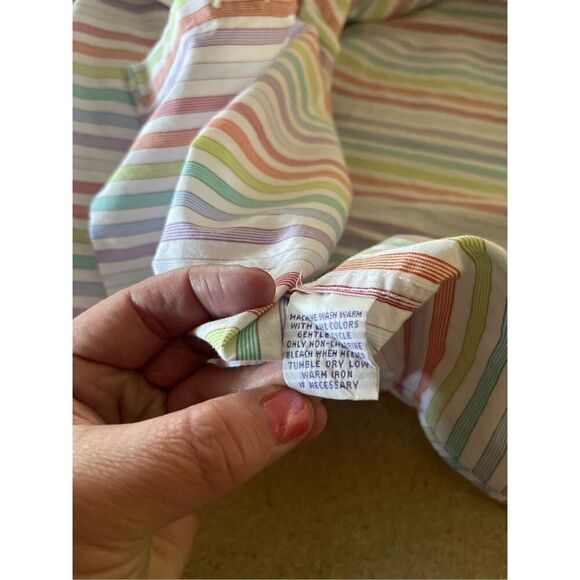 MACHINE WASH WARM
WITH LIKE COLORS
GENTLE CYCLE
ONLY NON-CHLORINE
BLEACH WHEN NEEDED
TUMBLE DRY LOW
WARM IRON
IF NECESSARY